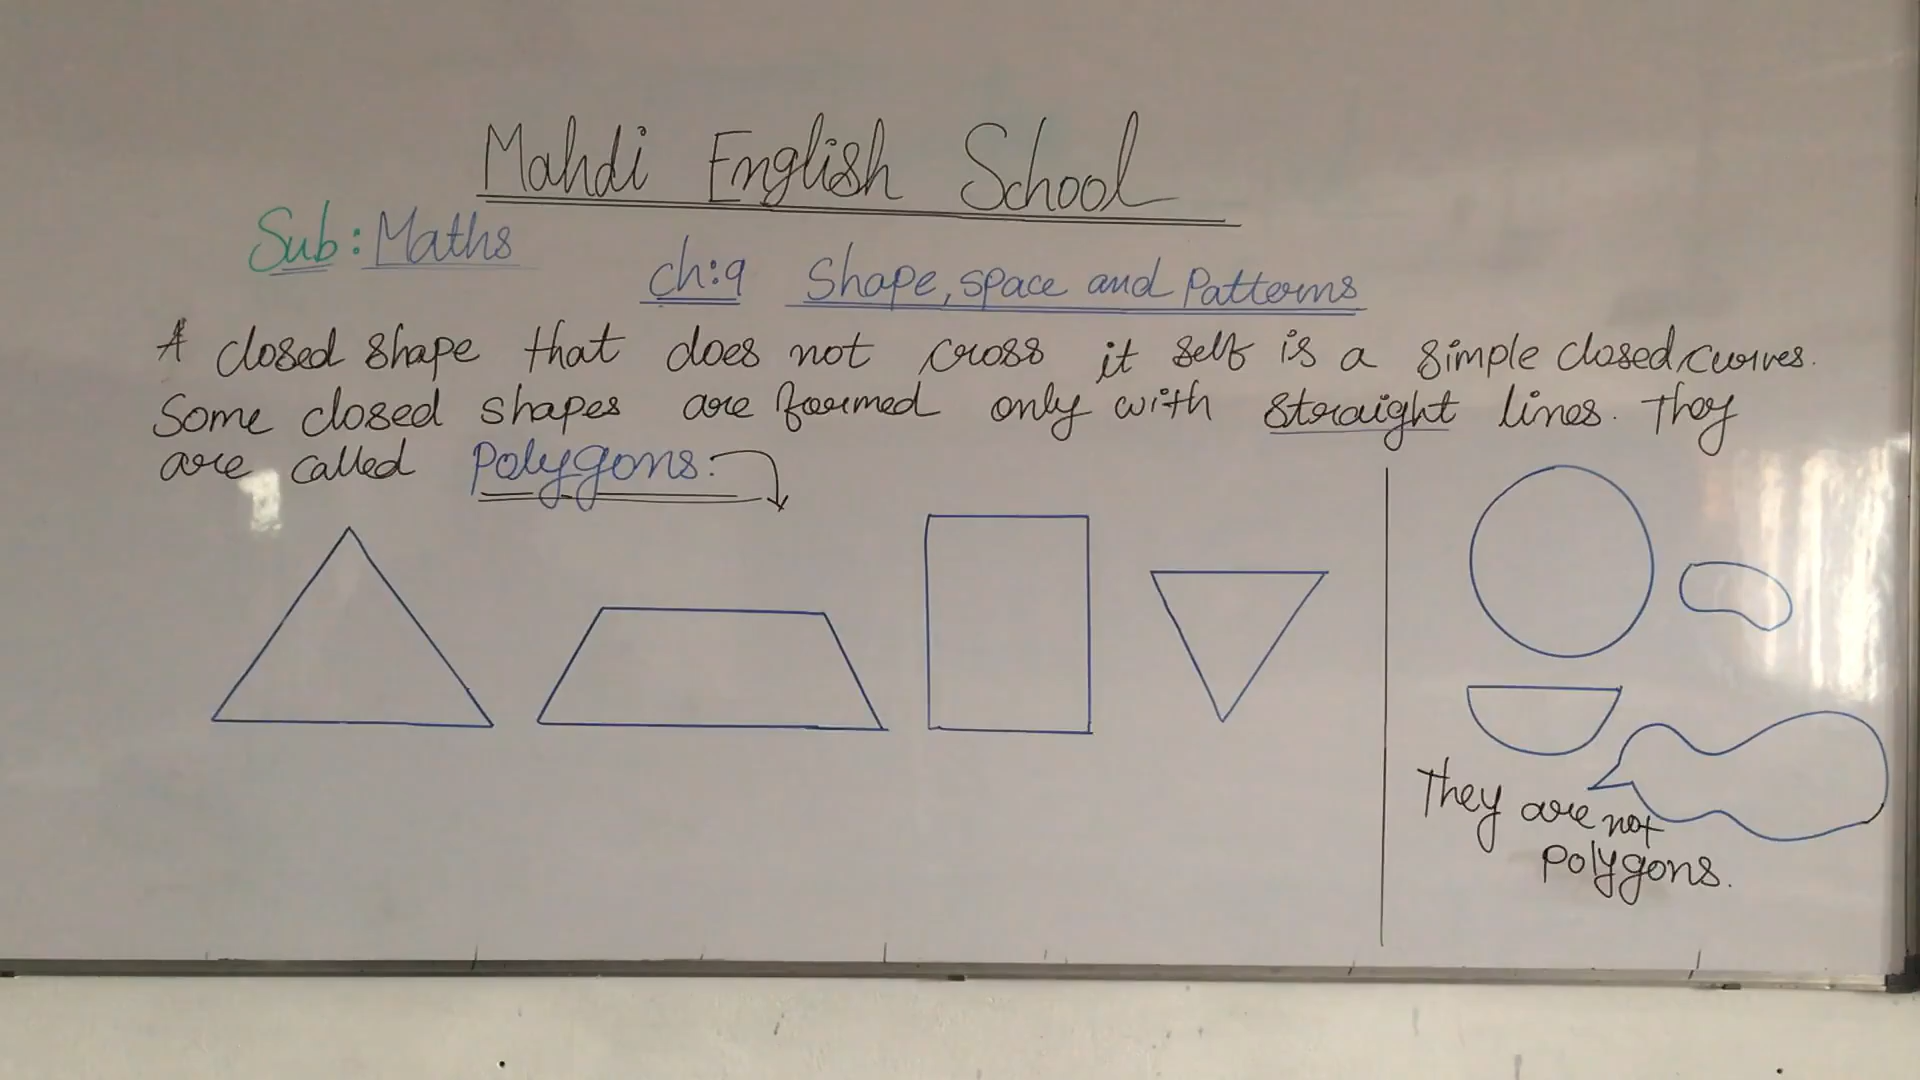 Mahdi English School
Sub: Maths
ch:9 Shape, space and Patterns
A closed shape that does not cross it self is a simple closed curves.
Some closed shapes are formed only with straight lines. They
are called Polygons:
They are not
Polygons.